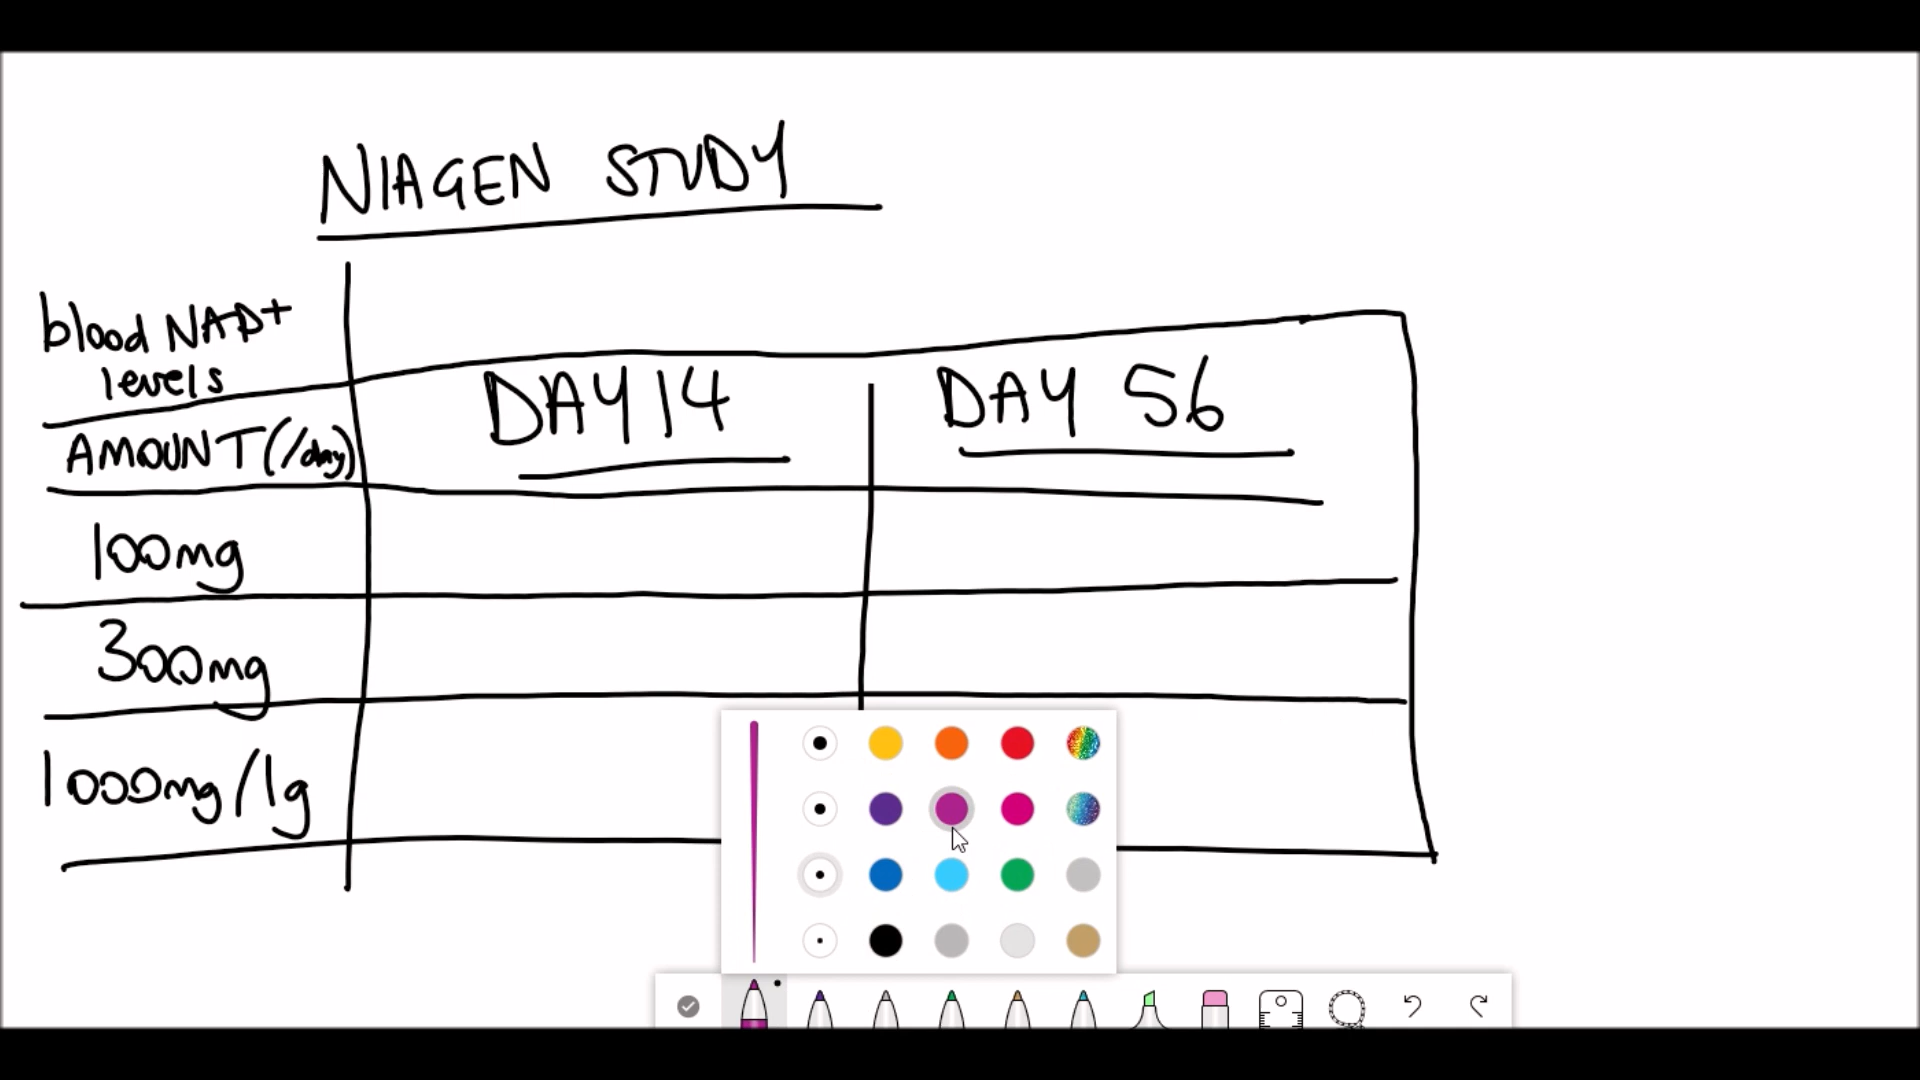 NIAGEN STUDY
blood NAD+
levels
AMOUNT (/day)
DAY 14
DAY 56
100mg
300mg
1000mg/1g